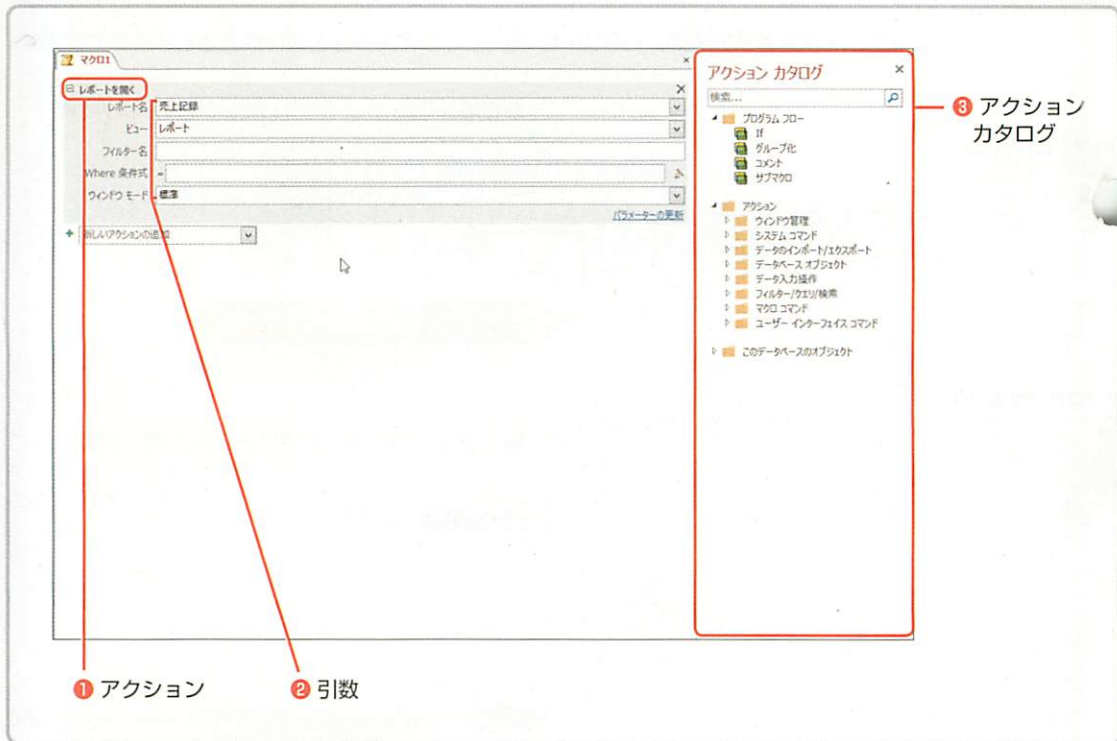 マクロ1
レポートを開く
レポート名 売上記録
ビュー レポート
フィルター名
Where 条件式 =
ウィンドウ モード 標準
パラメーターの更新
新しいアクションの追加
アクション カタログ
検索...
プログラム フロー
If
グループ化
コメント
サブマクロ
アクション
ウィンドウ管理
システム コマンド
データのインポート/エクスポート
データベース オブジェクト
データ入力操作
フィルター/クエリ/検索
マクロ コマンド
ユーザー インターフェイス コマンド
このデータベースのオブジェクト
❸ アクション
カタログ
❶ アクション
❷ 引数